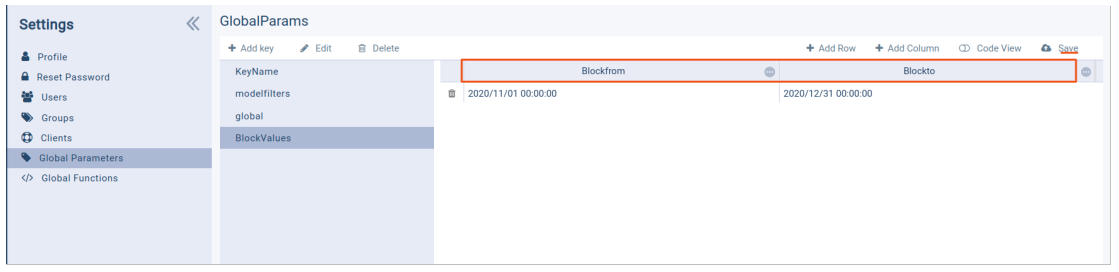 Settings
Profile
Reset Password
Users
Groups
Clients
Global Parameters
</> Global Functions
GlobalParams
+ Add key Edit Delete
+ Add Row + Add Column Code View Save
KeyName
modelfilters
global
BlockValues
Blockfrom Blockto
2020/11/01 00:00:00 2020/12/31 00:00:00